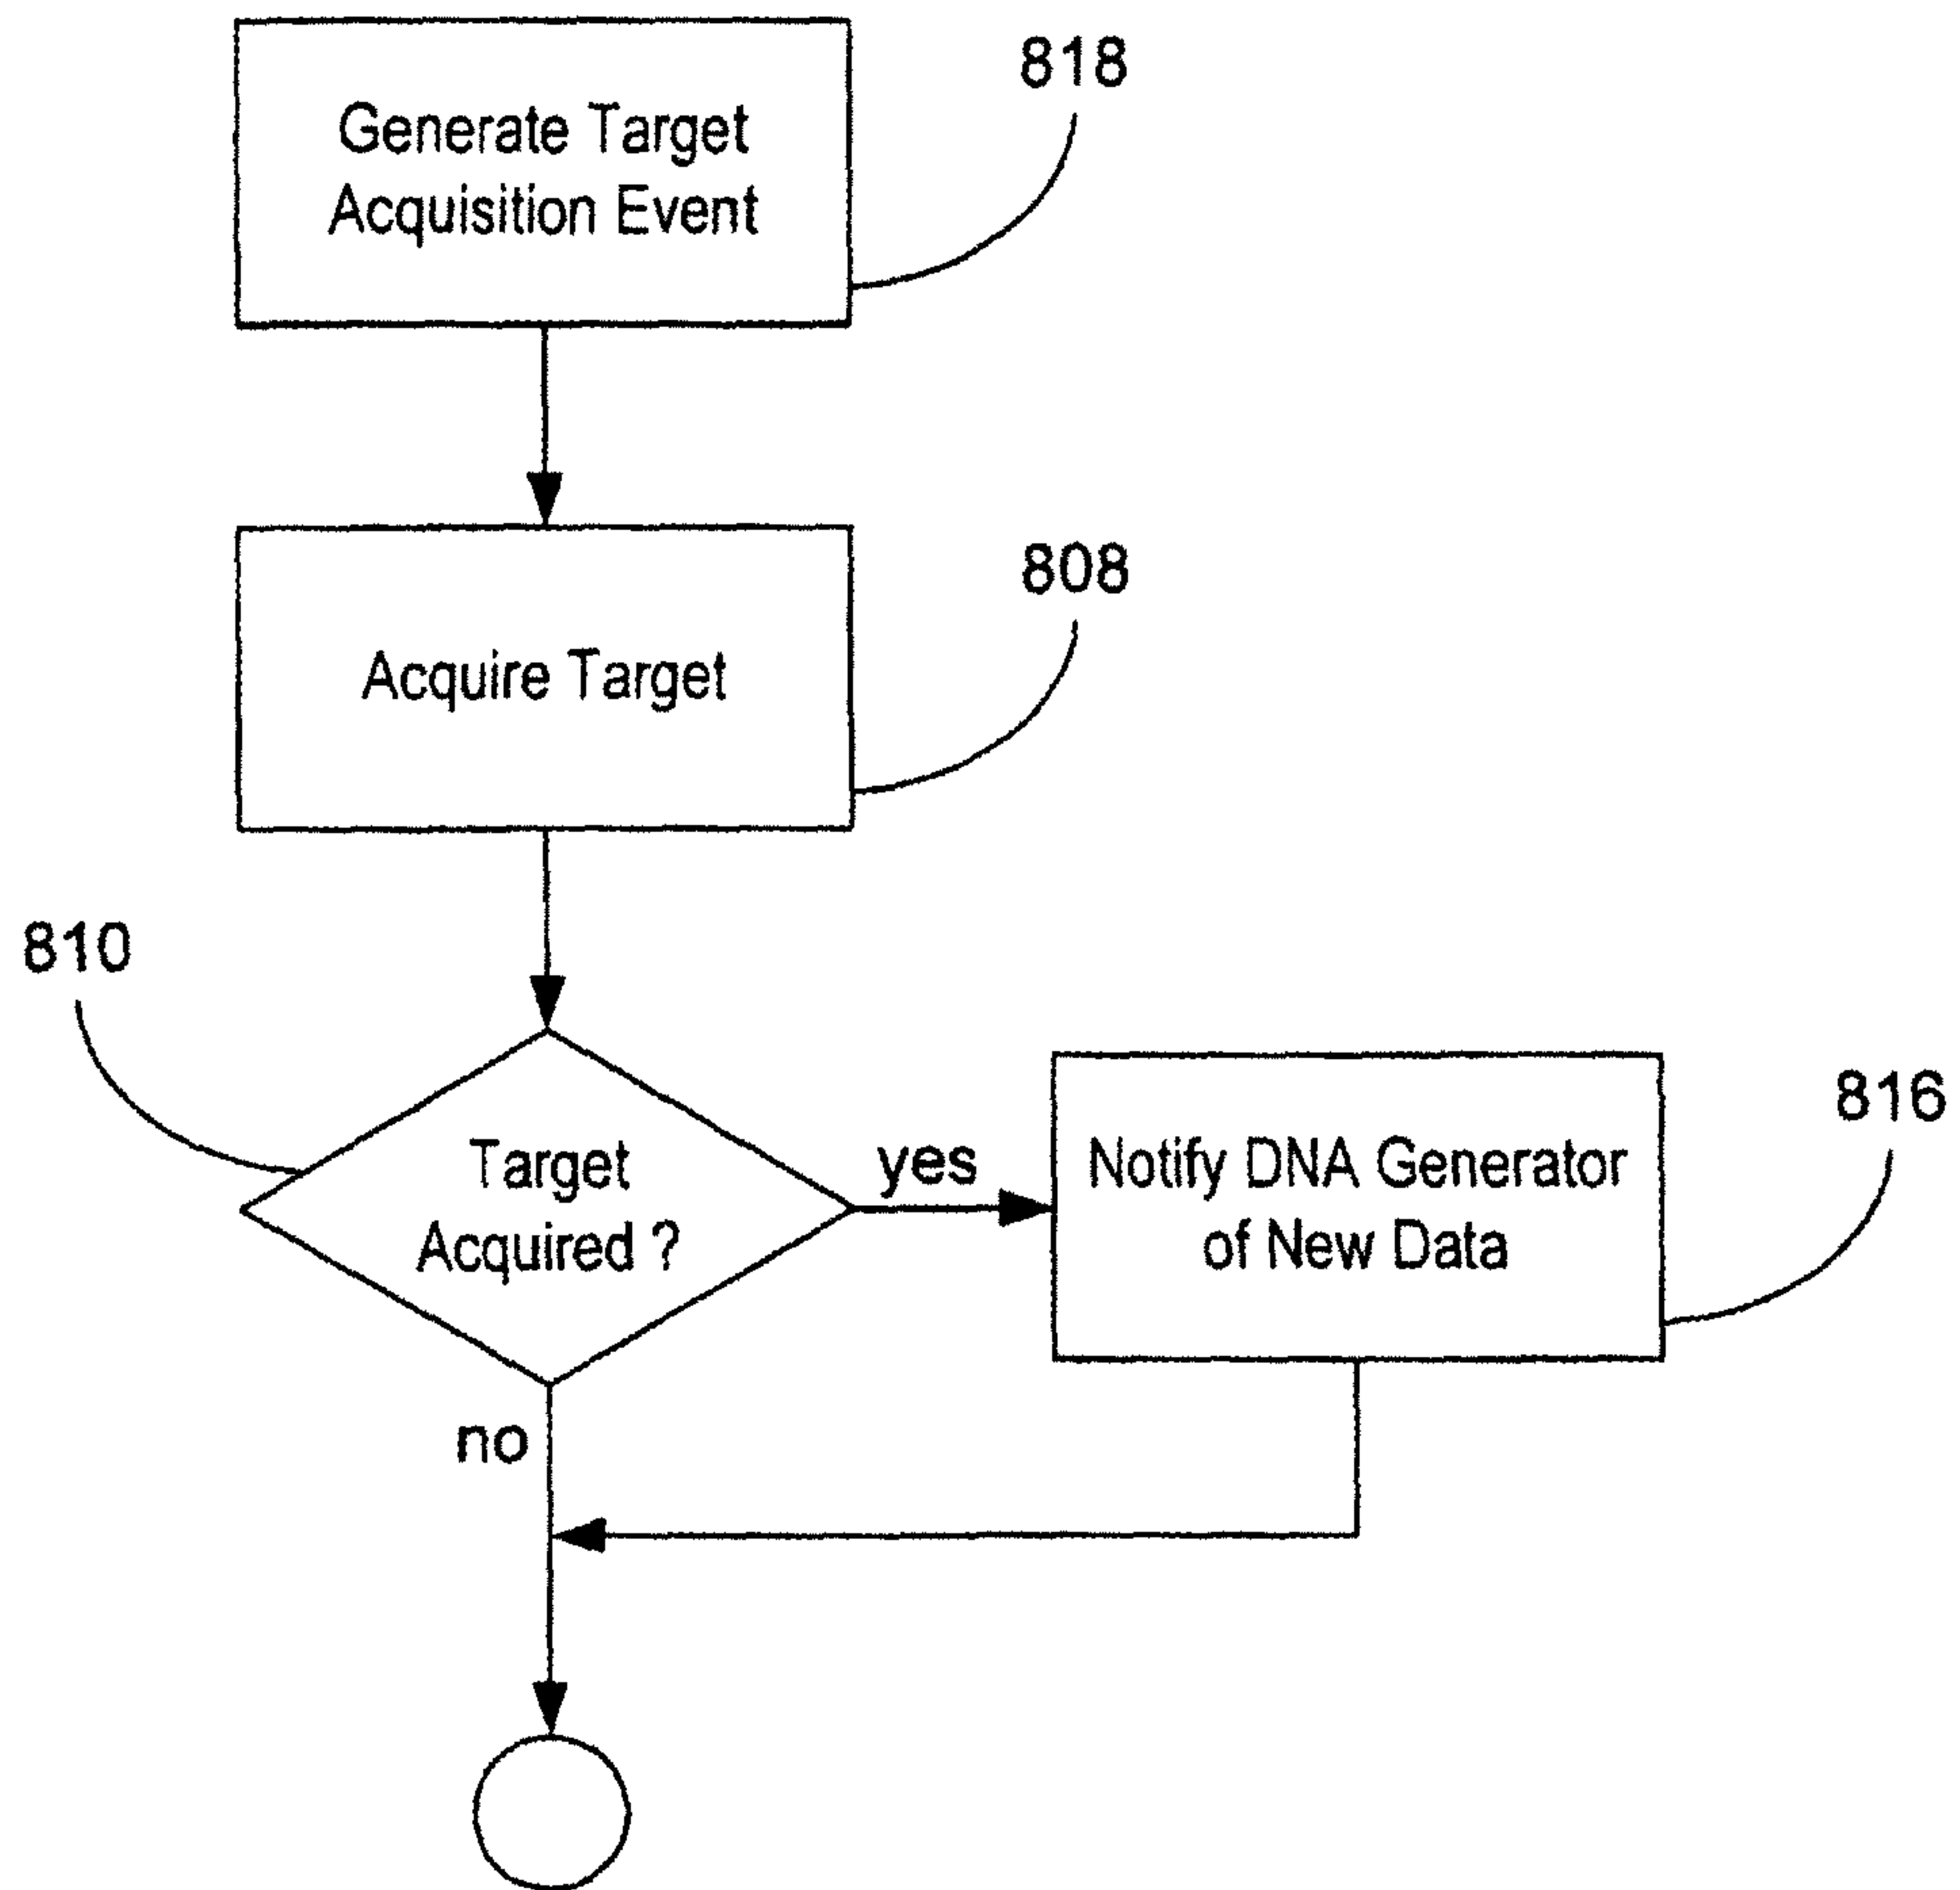 818
Generate Target
Acquisition Event
808
Acquire Target
810
Target
Acquired ?
yes
Notify DNA Generator
of New Data
816
no